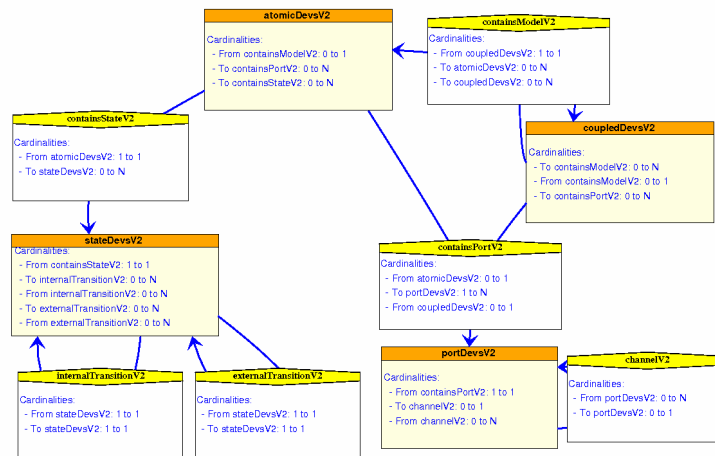 atomicDevsV2
Cardinalities:
- From containsModelV2: 0 to 1
- To containsPortV2: 0 to N
- To containsStateV2: 0 to N
containsModelV2
- From coupledDevsV2: 1 to 1
- To atomicDevsV2: 0 to N
- To coupledDevsV2: 0 to N
containsStateV2
Cardinalities:
- From atomicDevsV2: 1 to 1
- To stateDevsV2: 0 to N
coupledDevsV2
Cardinalities:
- To containsModelV2: 0 to N
- From containsModelV2: 0 to 1
- To containsPortV2: 0 to N
stateDevsV2
Cardinalities:
- From containsStateV2: 1 to 1
- To internalTransitionV2: 0 to N
- From internalTransitionV2: 0 to N
- To externalTransitionV2: 0 to N
- From externalTransitionV2: 0 to N
containsPortV2
Cardinalities:
- From atomicDevsV2: 0 to 1
- To portDevsV2: 1 to N
- From coupledDevsV2: 0 to 1
internalTransitionV2
Cardinalities:
- From stateDevsV2: 1 to 1
- To stateDevsV2: 1 to 1
externalTransitionV2
Cardinalities:
- From stateDevsV2: 1 to 1
- To stateDevsV2: 1 to 1
portDevsV2
Cardinalities:
- From containsPortV2: 1 to 1
- To channelV2: 0 to 1
- From channelV2: 0 to N
channelV2
Cardinalities:
- From portDevsV2: 0 to N
- To portDevsV2: 0 to 1